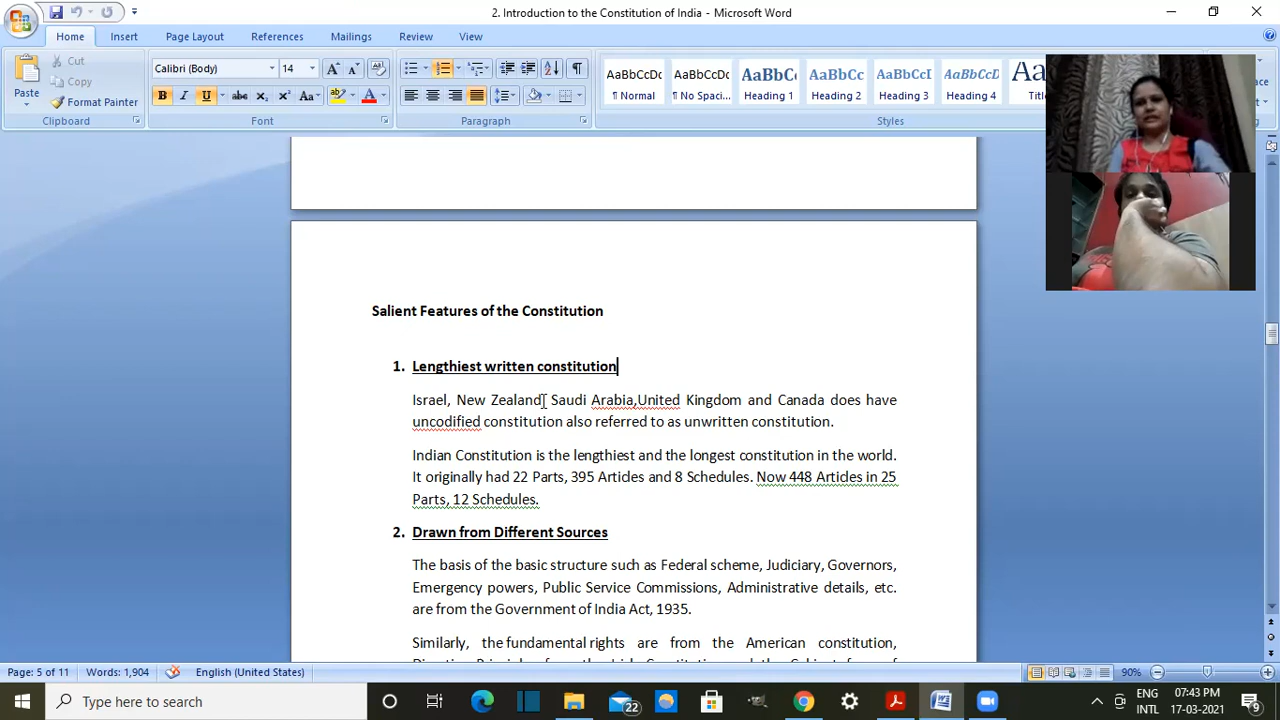 2. Introduction to the Constitution of India - Microsoft Word
Home Insert Page Layout References Mailings Review View
Paste
Cut
Copy
Format Painter
Clipboard
Calibri (Body) 14
B I U abc x₂ x² Aa
Font
Paragraph
AaBbCcDc AaBbCcDc AaBbC AaBbCc AaBbCcI AaBbCcD Aa
¶ Normal ¶ No Spaci... Heading 1 Heading 2 Heading 3 Heading 4 Title
Styles
Salient Features of the Constitution
1. Lengthiest written constitution
Israel, New Zealand Saudi Arabia,United Kingdom and Canada does have
uncodified constitution also referred to as unwritten constitution.
Indian Constitution is the lengthiest and the longest constitution in the world.
It originally had 22 Parts, 395 Articles and 8 Schedules. Now 448 Articles in 25
Parts, 12 Schedules.
2. Drawn from Different Sources
The basis of the basic structure such as Federal scheme, Judiciary, Governors,
Emergency powers, Public Service Commissions, Administrative details, etc.
are from the Government of India Act, 1935.
Similarly, the fundamental rights are from the American constitution,
Page: 5 of 11 Words: 1,904 English (United States) 90%
Type here to search
22
ENG
INTL
07:43 PM
17-03-2021
9